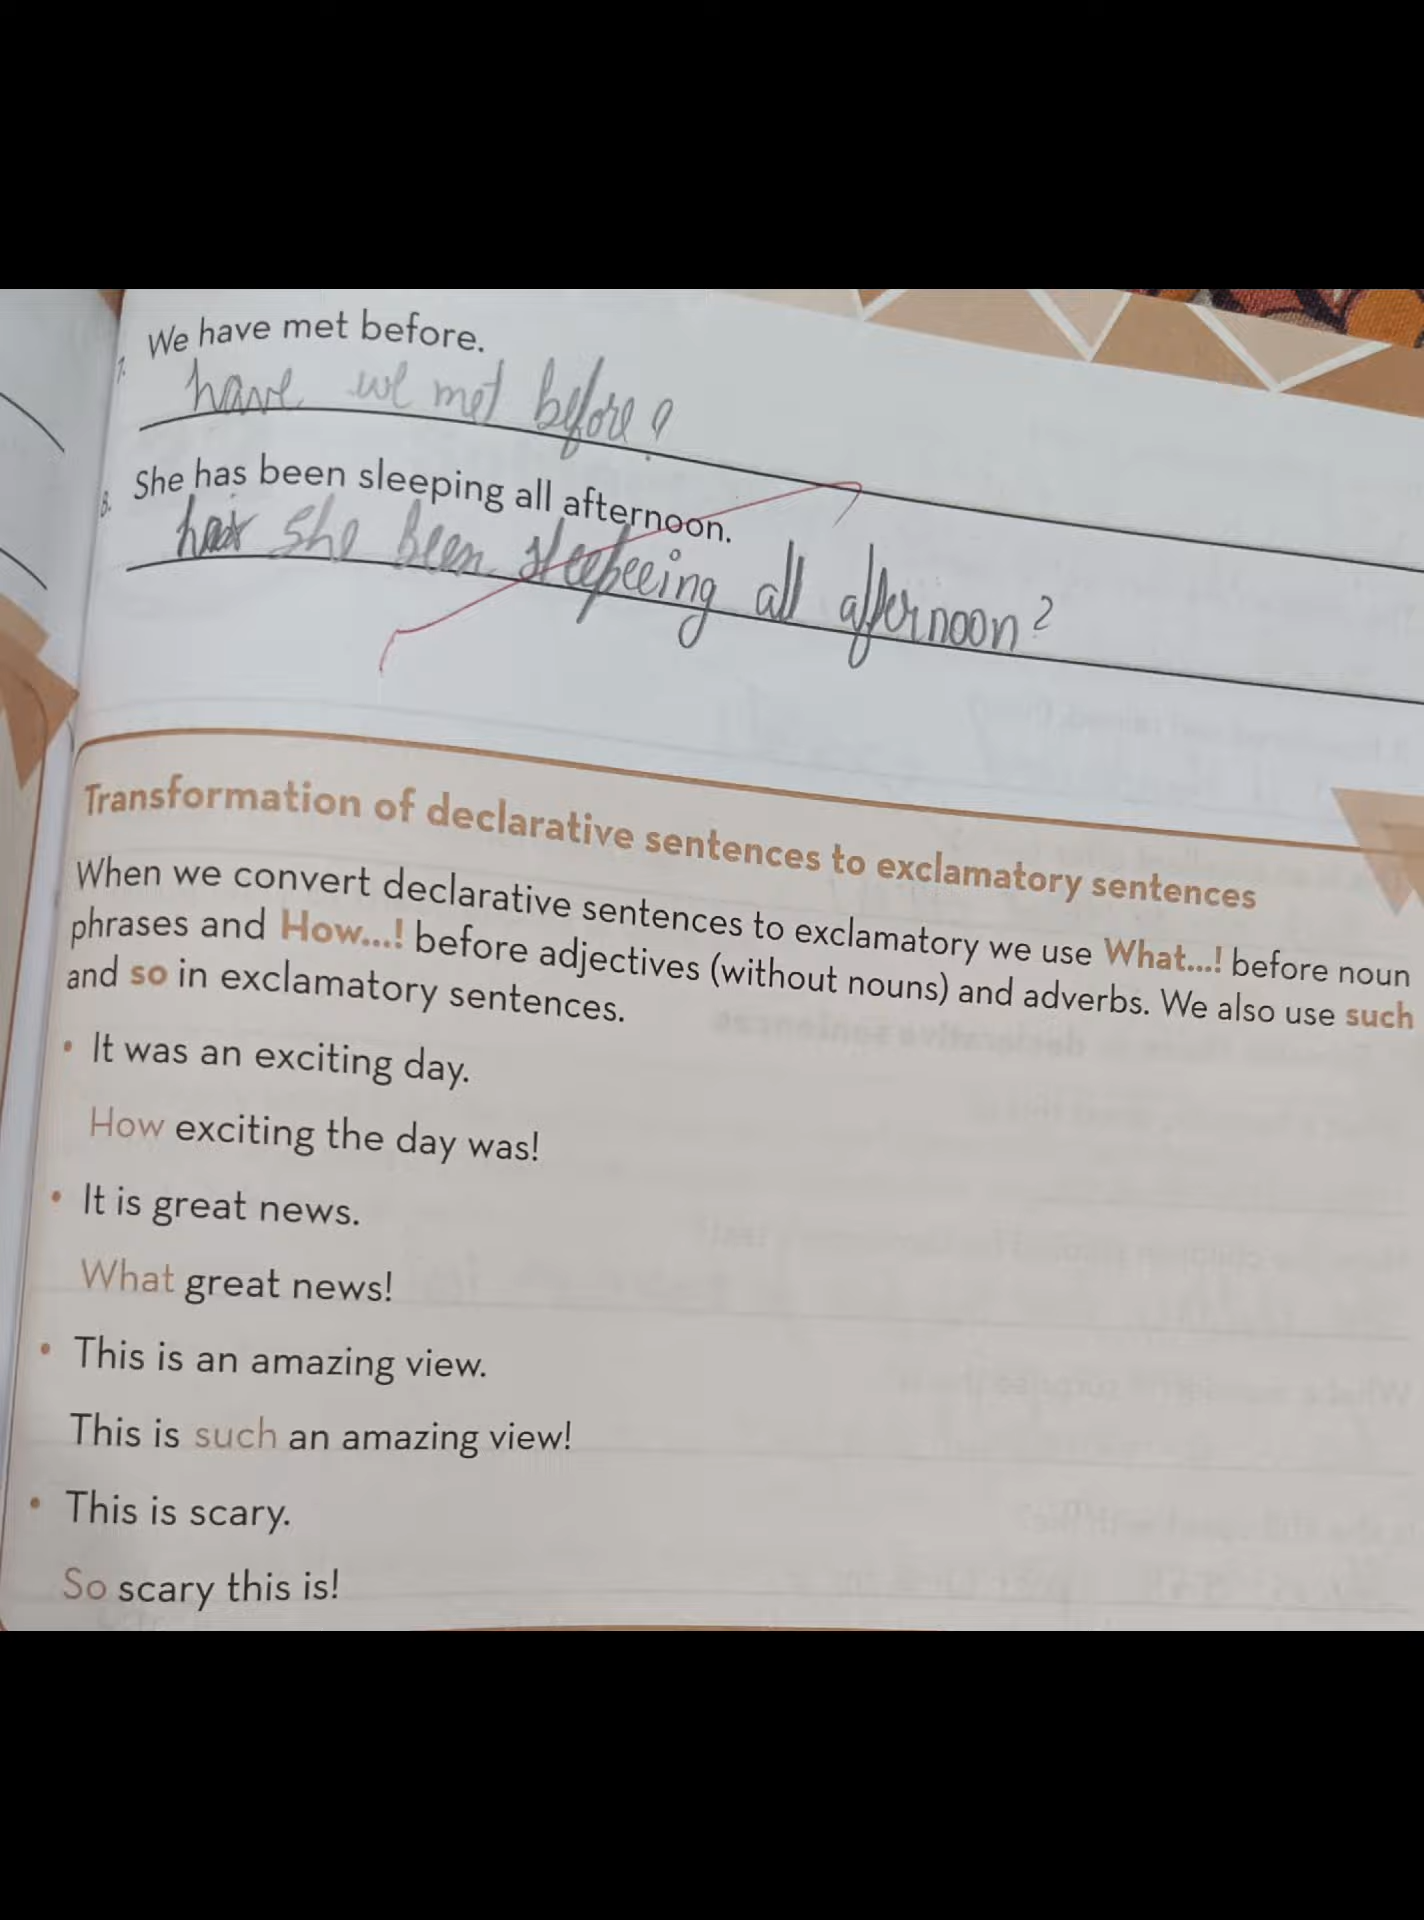 7. We have met before.
have we met before?
8. She has been sleeping all afternoon.
has she been sleepeeing all afternoon?
Transformation of declarative sentences to exclamatory sentences
When we convert declarative sentences to exclamatory we use What...! before noun
phrases and How...! before adjectives (without nouns) and adverbs. We also use such
and so in exclamatory sentences.
• It was an exciting day.
How exciting the day was!
• It is great news.
What great news!
• This is an amazing view.
This is such an amazing view!
• This is scary.
So scary this is!